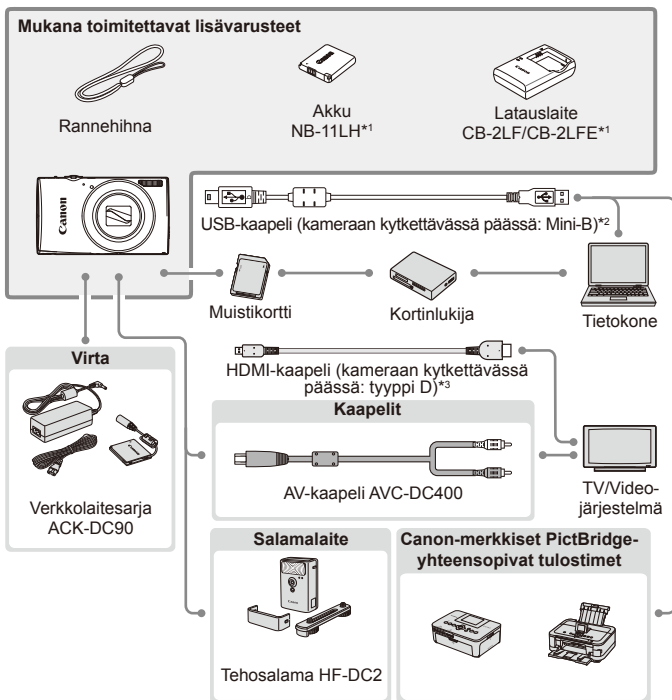 Mukana toimitettavat lisävarusteet
Rannehihna
Akku
NB-11LH*1
Latauslaite
CB-2LF/CB-2LFE*1
Canon
USB-kaapeli (kameraan kytkettävässä päässä: Mini-B)*2
Muistikortti
Kortinlukija
Tietokone
HDMI-kaapeli (kameraan kytkettävässä
päässä: tyyppi D)*3
Virta
Verkkolaitesarja
ACK-DC90
Kaapelit
AV-kaapeli AVC-DC400
TV/Video-
järjestelmä
Salamalaite
Tehosalama HF-DC2
Canon-merkkiset PictBridge-
yhteensopivat tulostimet